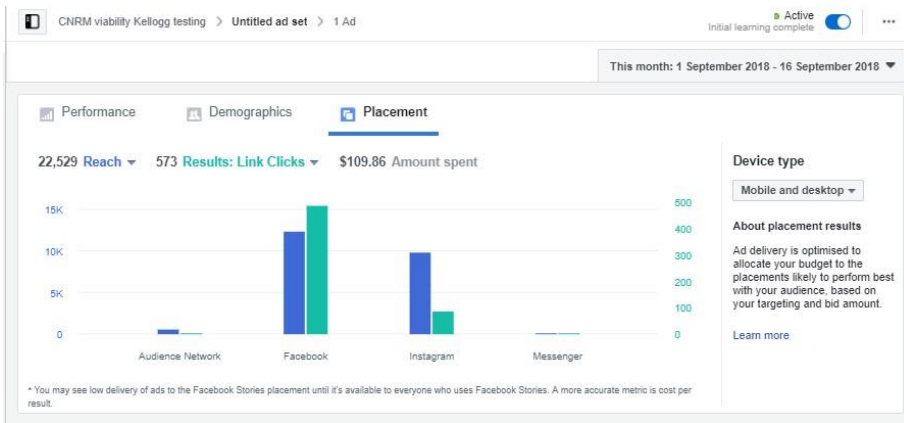 CNRM viability Kellogg testing > Untitled ad set > 1 Ad
Active
Initial learning complete
This month: 1 September 2018 - 16 September 2018
Performance
Demographics
Placement
22,529 Reach
573 Results: Link Clicks
$109.86 Amount spent
15K
10K
5K
0
500
400
300
200
100
0
Audience Network
Facebook
Instagram
Messenger
* You may see low delivery of ads to the Facebook Stories placement until it's available to everyone who uses Facebook Stories. A more accurate metric is cost per
result.
Device type
Mobile and desktop
About placement results
Ad delivery is optimised to
allocate your budget to the
placements likely to perform best
with your audience, based on
your targeting and bid amount.
Learn more